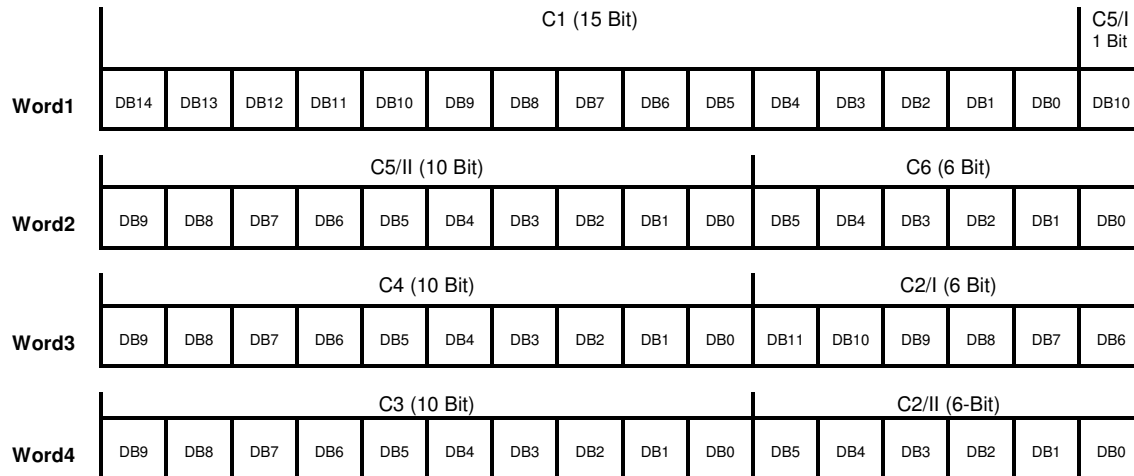 C1 (15 Bit) C5/I
1 Bit
Word1 DB14 DB13 DB12 DB11 DB10 DB9 DB8 DB7 DB6 DB5 DB4 DB3 DB2 DB1 DB0 DB10
C5/II (10 Bit) C6 (6 Bit)
Word2 DB9 DB8 DB7 DB6 DB5 DB4 DB3 DB2 DB1 DB0 DB5 DB4 DB3 DB2 DB1 DB0
C4 (10 Bit) C2/I (6 Bit)
Word3 DB9 DB8 DB7 DB6 DB5 DB4 DB3 DB2 DB1 DB0 DB11 DB10 DB9 DB8 DB7 DB6
C3 (10 Bit) C2/II (6-Bit)
Word4 DB9 DB8 DB7 DB6 DB5 DB4 DB3 DB2 DB1 DB0 DB5 DB4 DB3 DB2 DB1 DB0